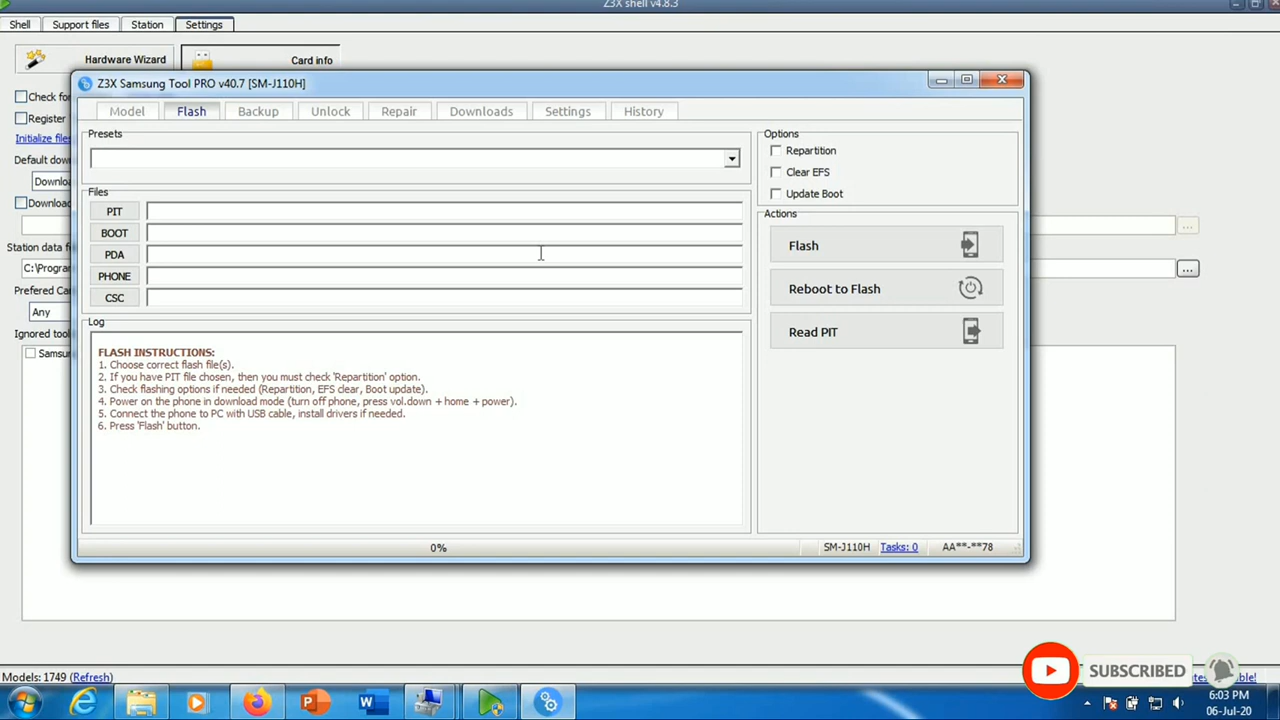 Z3X shell v4.8.3
Shell
Support files
Station
Settings
Hardware Wizard
Card info
Z3X Samsung Tool PRO v40.7 [SM-J110H]
Check for
Register
Initialize files
Default down
Downloa
Download
Station data f
C:\Progra
Prefered Car
Any
Ignored tool
Samsu
...
...
Model
Flash
Backup
Unlock
Repair
Downloads
Settings
History
Presets
Files
PIT
BOOT
PDA
PHONE
CSC
Log
FLASH INSTRUCTIONS:
1. Choose correct flash file(s).
2. If you have PIT file chosen, then you must check 'Repartition' option.
3. Check flashing options if needed (Repartition, EFS clear, Boot update).
4. Power on the phone in download mode (turn off phone, press vol.down + home + power).
5. Connect the phone to PC with USB cable, install drivers if needed.
6. Press 'Flash' button.
Options
Repartition
Clear EFS
Update Boot
Actions
Flash
Reboot to Flash
Read PIT
0%
SM-J110H
Tasks: 0
AA**-**78
Models: 1749 (Refresh)
SUBSCRIBED
6:03 PM
06-Jul-20